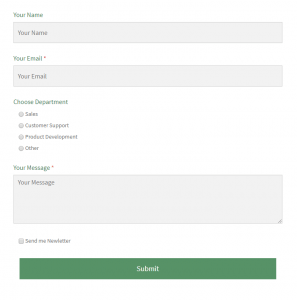 Your Name
Your Name
Your Email *
Your Email
Choose Department
Sales
Customer Support
Product Development
Other
Your Message *
Your Message
Send me Newletter
Submit